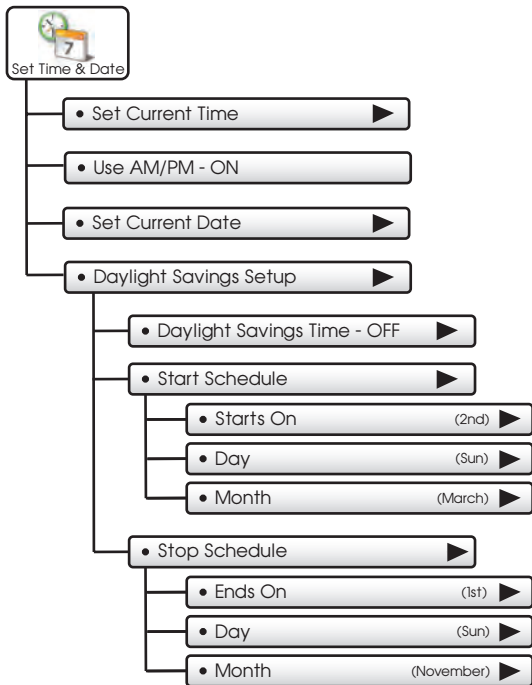 7
Set Time & Date
• Set Current Time
• Use AM/PM - ON
• Set Current Date
• Daylight Savings Setup
• Daylight Savings Time - OFF
• Start Schedule
• Starts On (2nd)
• Day (Sun)
• Month (March)
• Stop Schedule
• Ends On (1st)
• Day (Sun)
• Month (November)